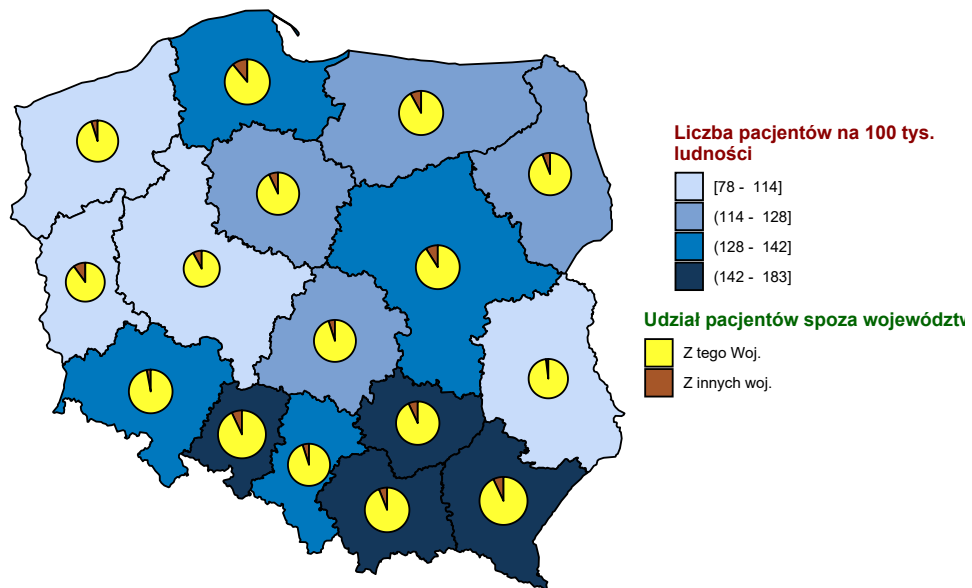 Liczba pacjentów na 100 tys.
ludności
[78 - 114]
(114 - 128]
(128 - 142]
(142 - 183]
Udział pacjentów spoza województw
Z tego Woj.
Z innych woj.